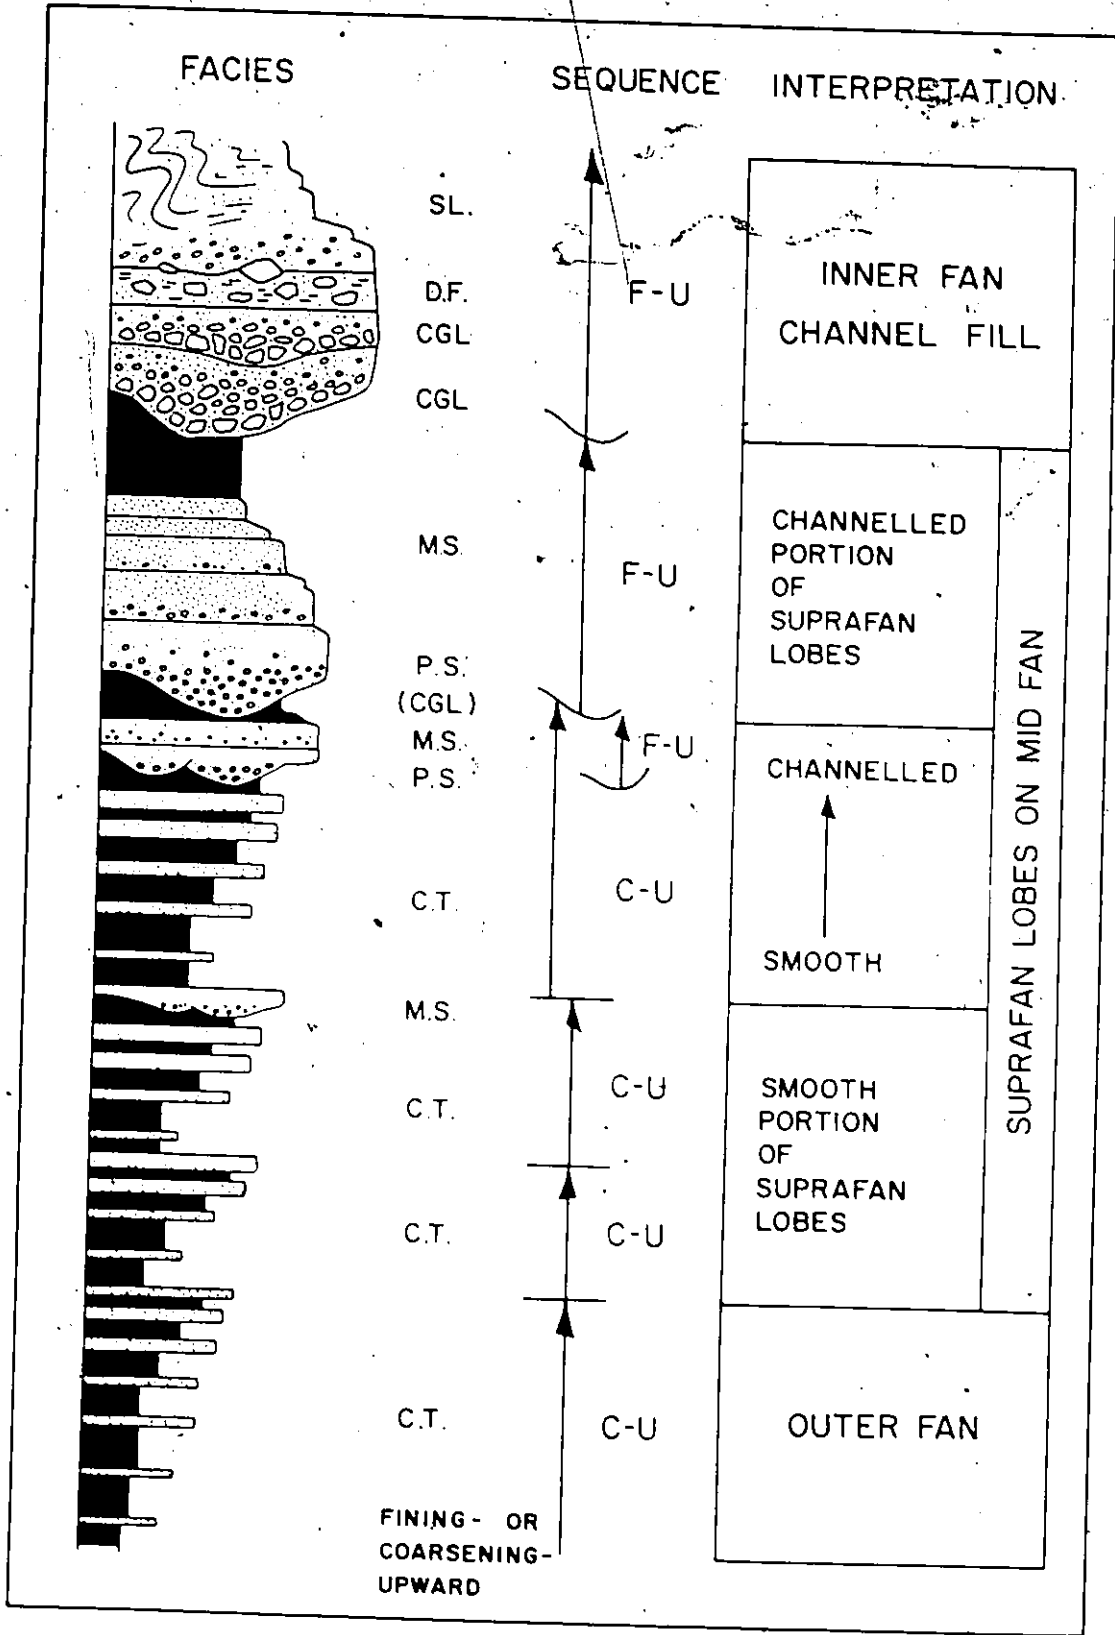 FACIES
SEQUENCE
INTERPRETATION
SL.
D.F.
CGL
CGL
M.S.
P.S.
(CGL)
M.S.
P.S.
C.T.
M.S.
C.T.
C.T.
C.T.
F-U
F-U
F-U
C-U
C-U
C-U
C-U
FINING- OR
COARSENING-
UPWARD
INNER FAN
CHANNEL FILL
CHANNELLED
PORTION
OF
SUPRAFAN
LOBES
CHANNELLED
SMOOTH
SMOOTH
PORTION
OF
SUPRAFAN
LOBES
SUPRAFAN LOBES ON MID FAN
OUTER FAN